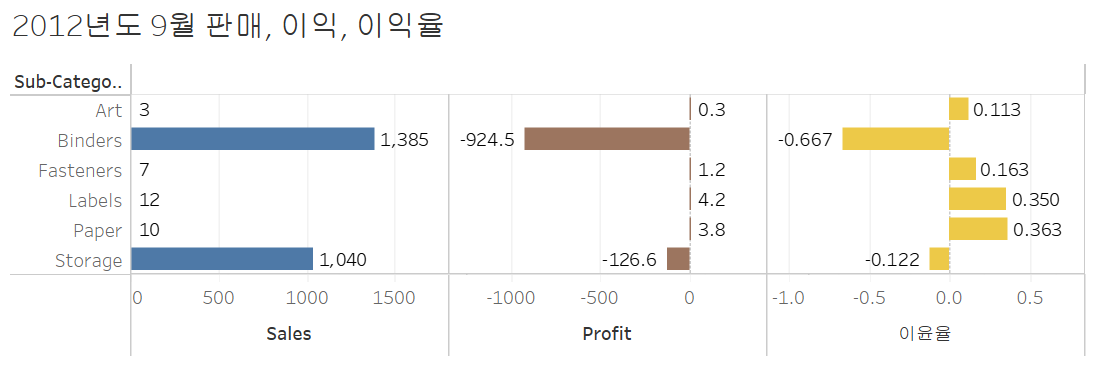 2012년도 9월 판매, 이익, 이익율
Sub-Catego..
Art 3 0.3 0.113
Binders 1,385 -924.5 -0.667
Fasteners 7 1.2 0.163
Labels 12 4.2 0.350
Paper 10 3.8 0.363
Storage 1,040 -126.6 -0.122
0 500 1000 1500 -1000 -500 0 -1.0 -0.5 0.0 0.5
Sales Profit 이윤율